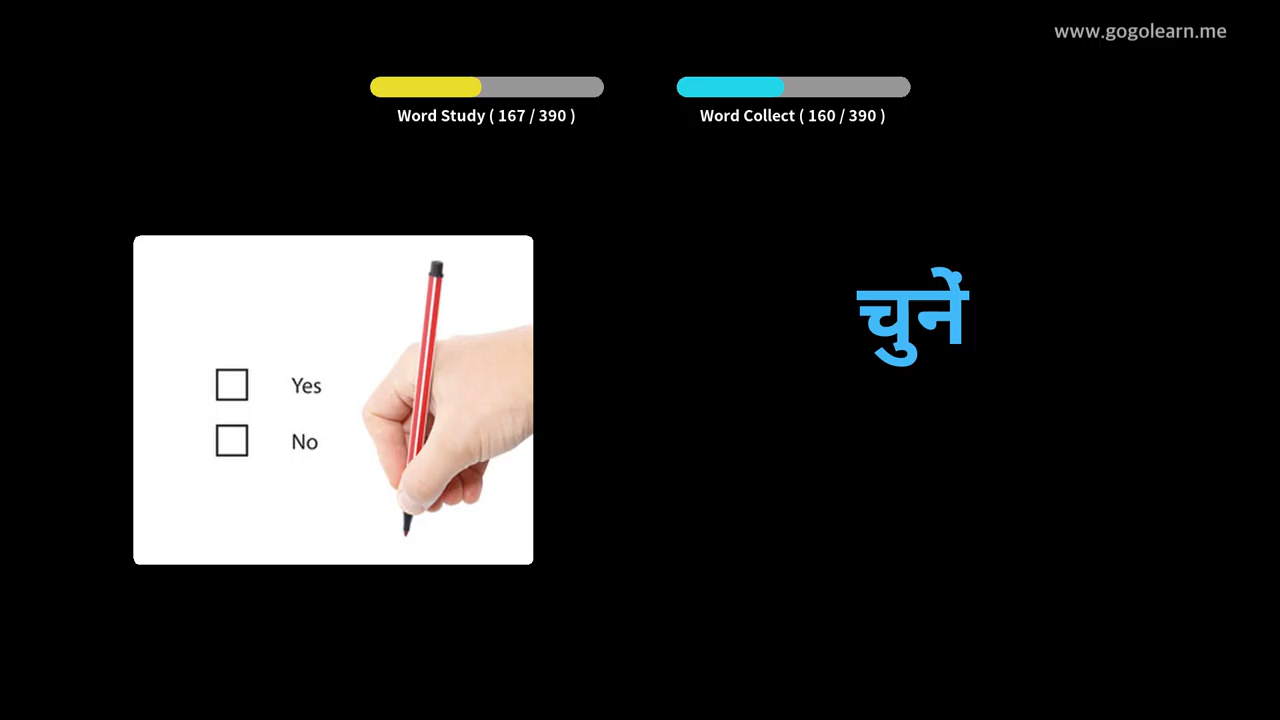 www.gogolearn.me
Word Study ( 167 / 390 )
Word Collect ( 160 / 390 )
चुनें
Yes
No